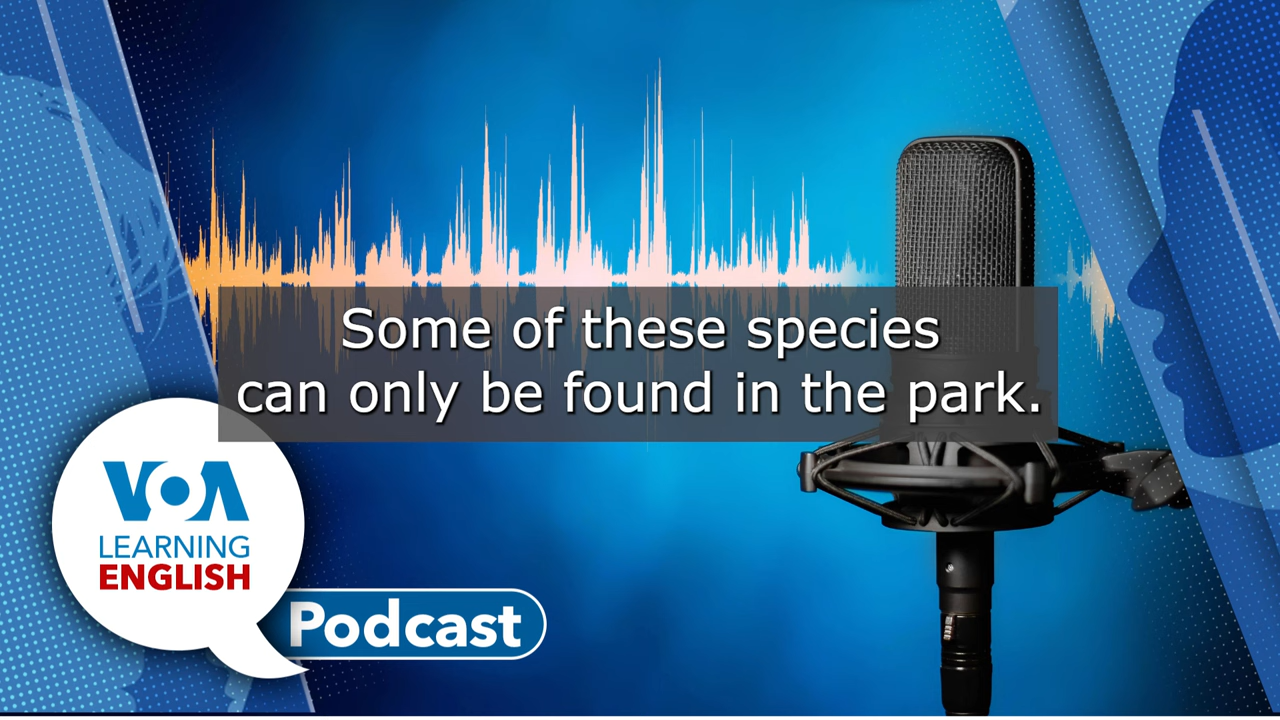 Some of these species
can only be found in the park.
VOA
LEARNING
ENGLISH
Podcast